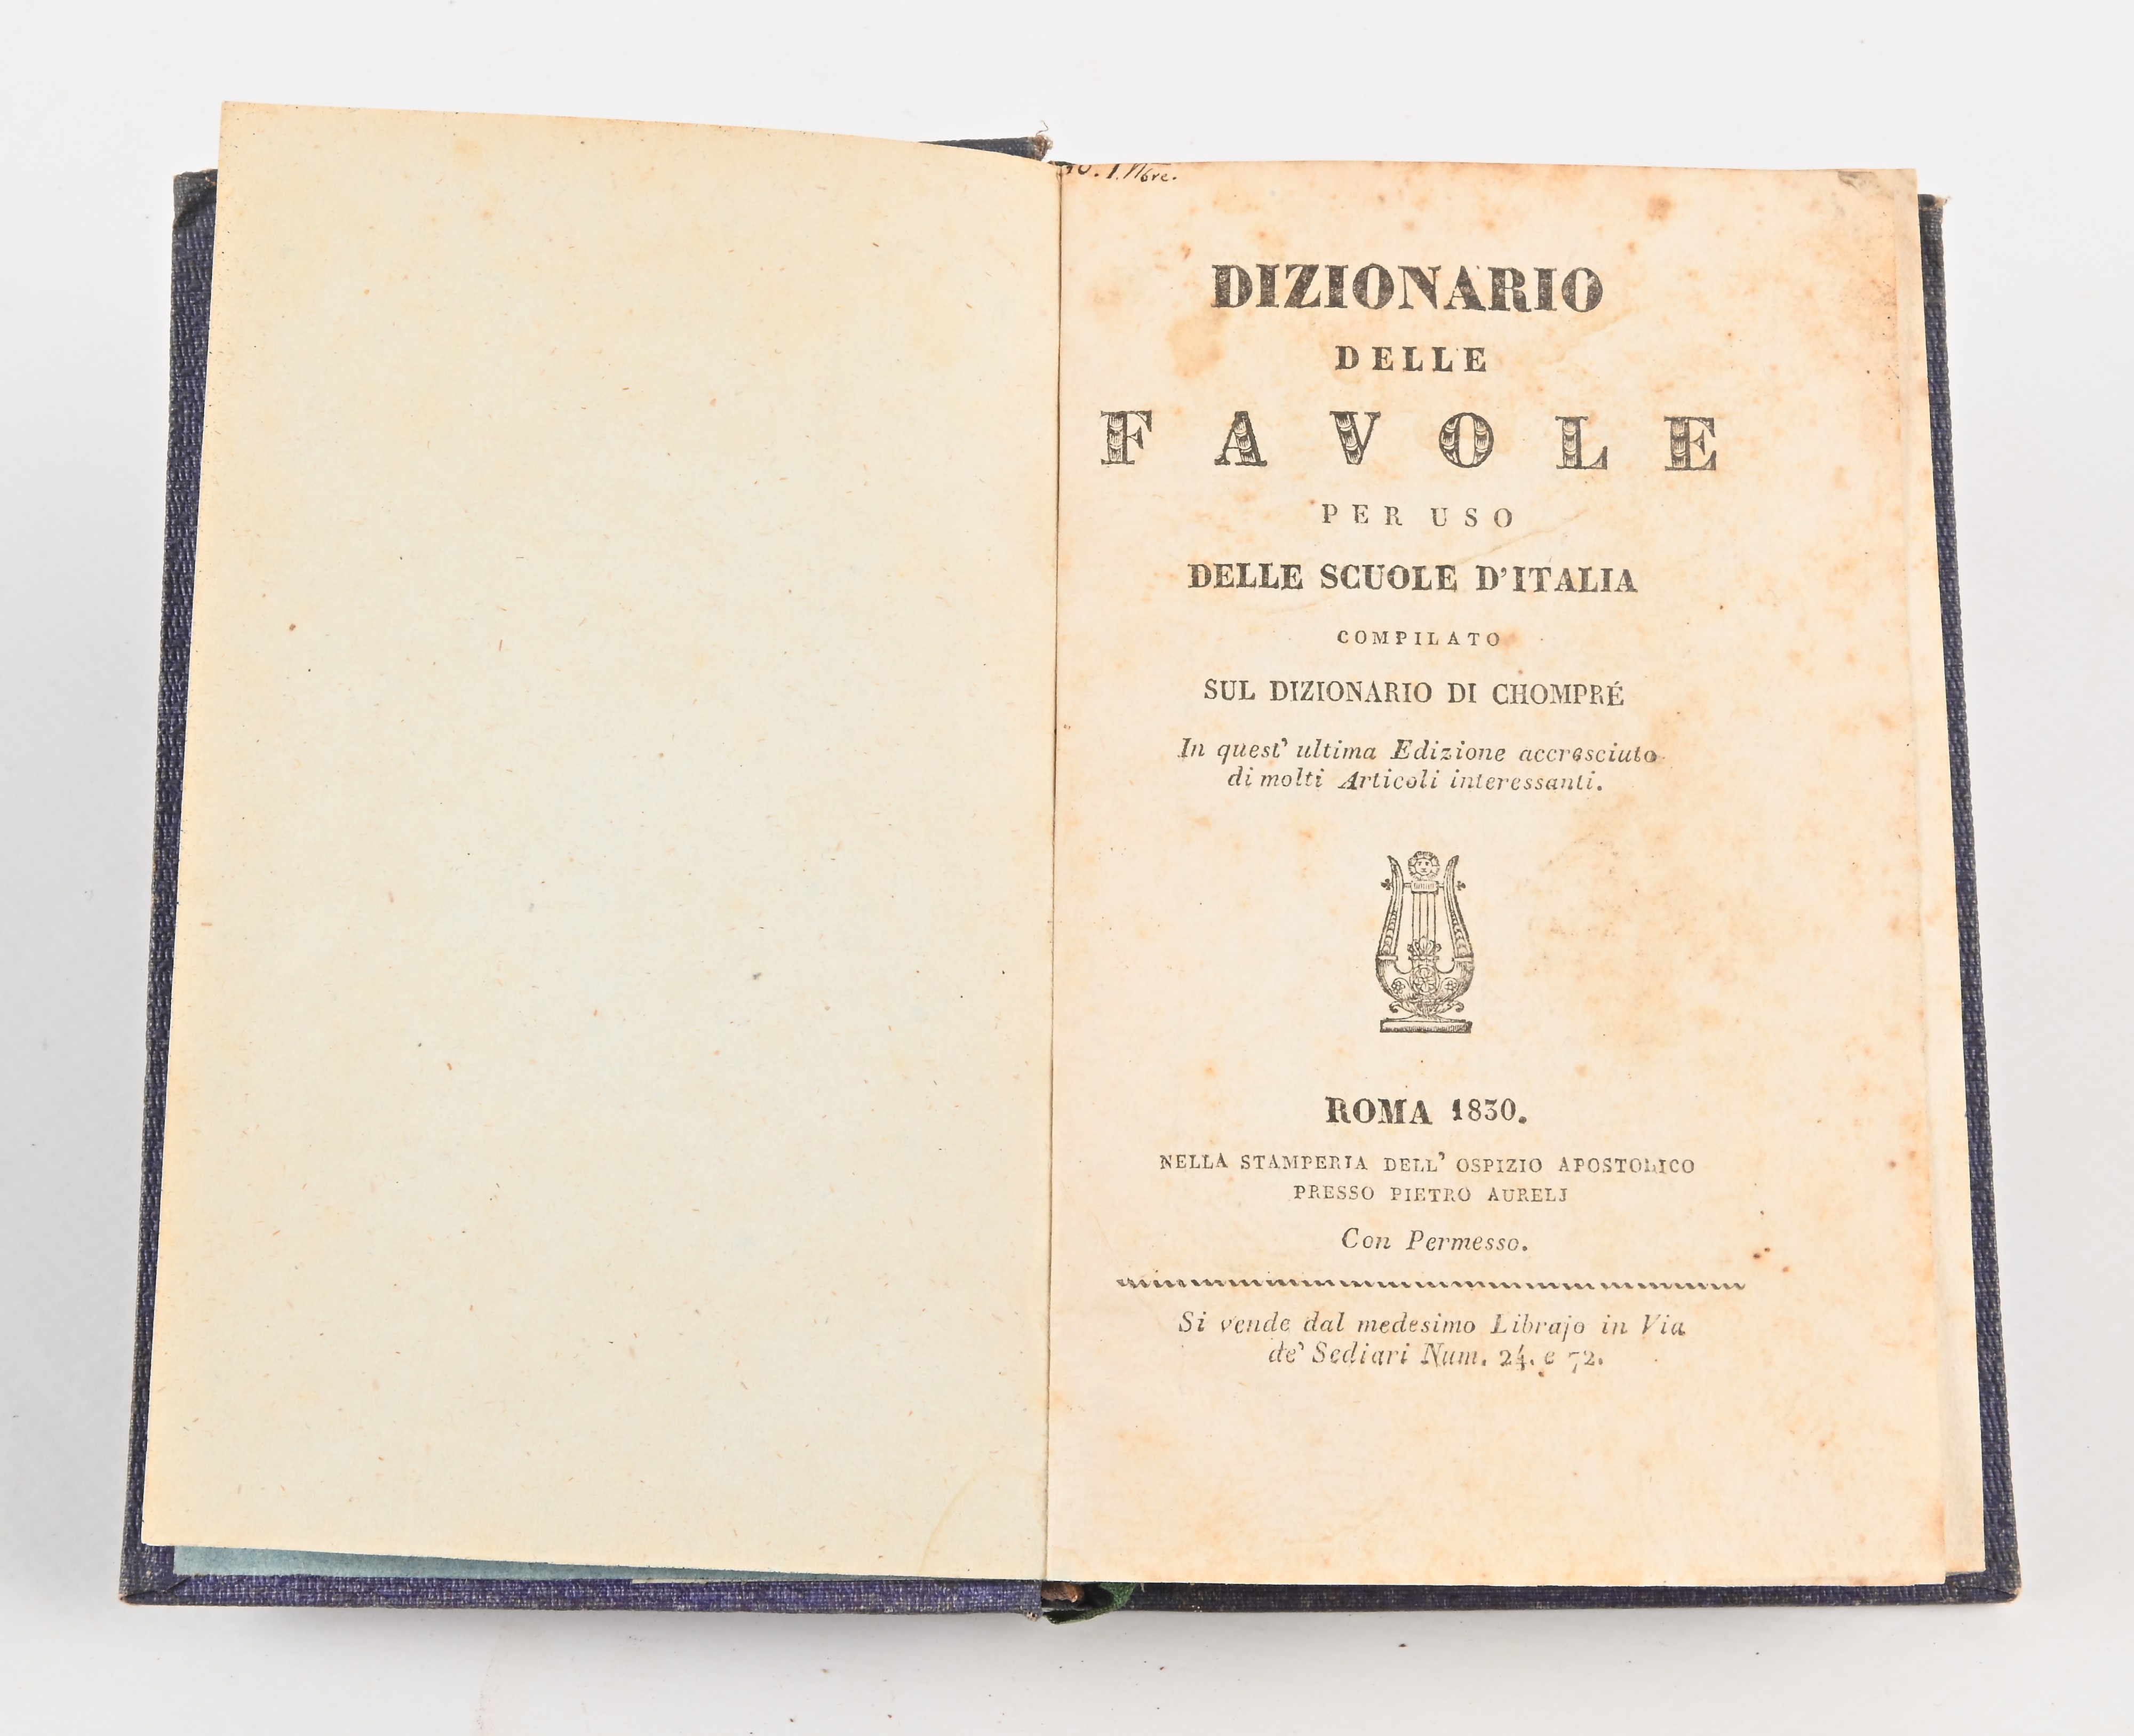 DIZIONARIO
DELLE
FAVOLE
PER USO
DELLE SCUOLE D'ITALIA
COMPILATO
SUL DIZIONARIO DI CHOMPRÉ
In quest' ultima Edizione accresciuto
di molti Articoli interessanti.
ROMA 1830.
NELLA STAMPERIA DELL' OSPIZIO APOSTOLICO
PRESSO PIETRO AURELJ
Con Permesso.
Si vende dal medesimo Librajo in Via
de' Sediari Num. 24. e 72.